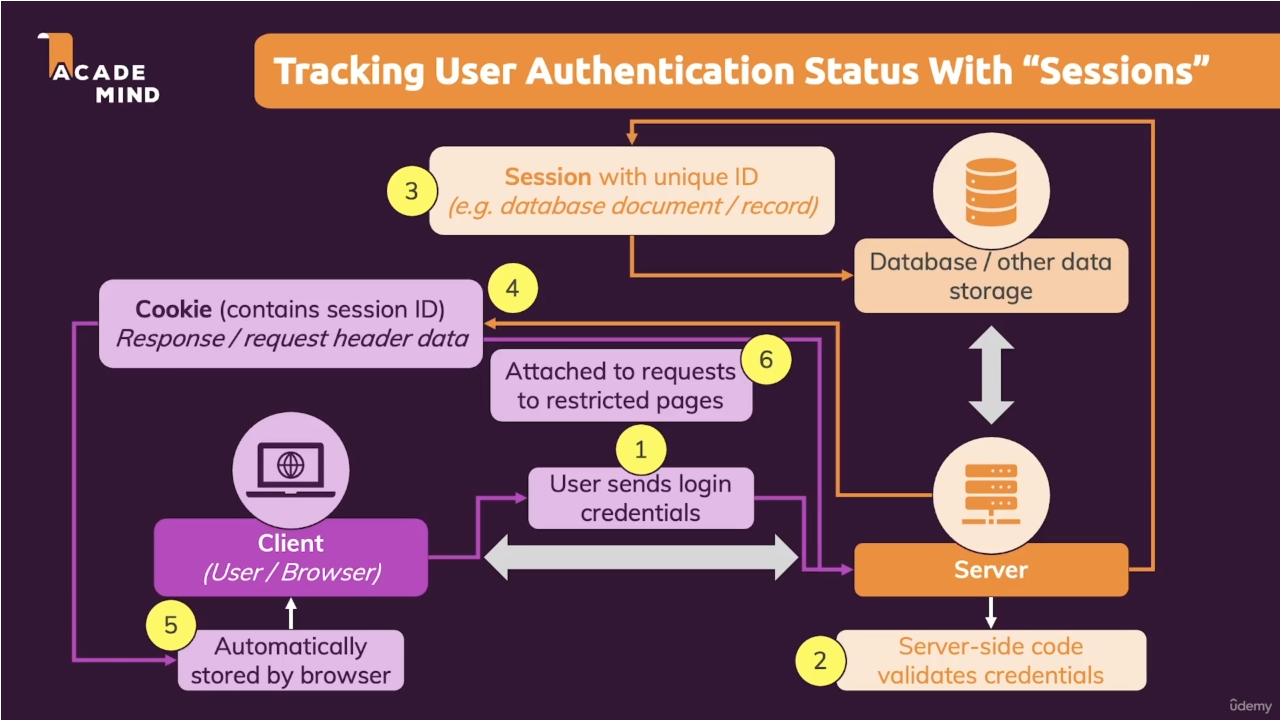 ACADE
MIND
Tracking User Authentication Status With “Sessions”
3
Session with unique ID
(e.g. database document / record)
Database / other data
storage
4
Cookie (contains session ID)
Response / request header data
6
Attached to requests
to restricted pages
1
User sends login
credentials
Client
(User / Browser)
Server
5
Automatically
stored by browser
2
Server-side code
validates credentials
ûdemy